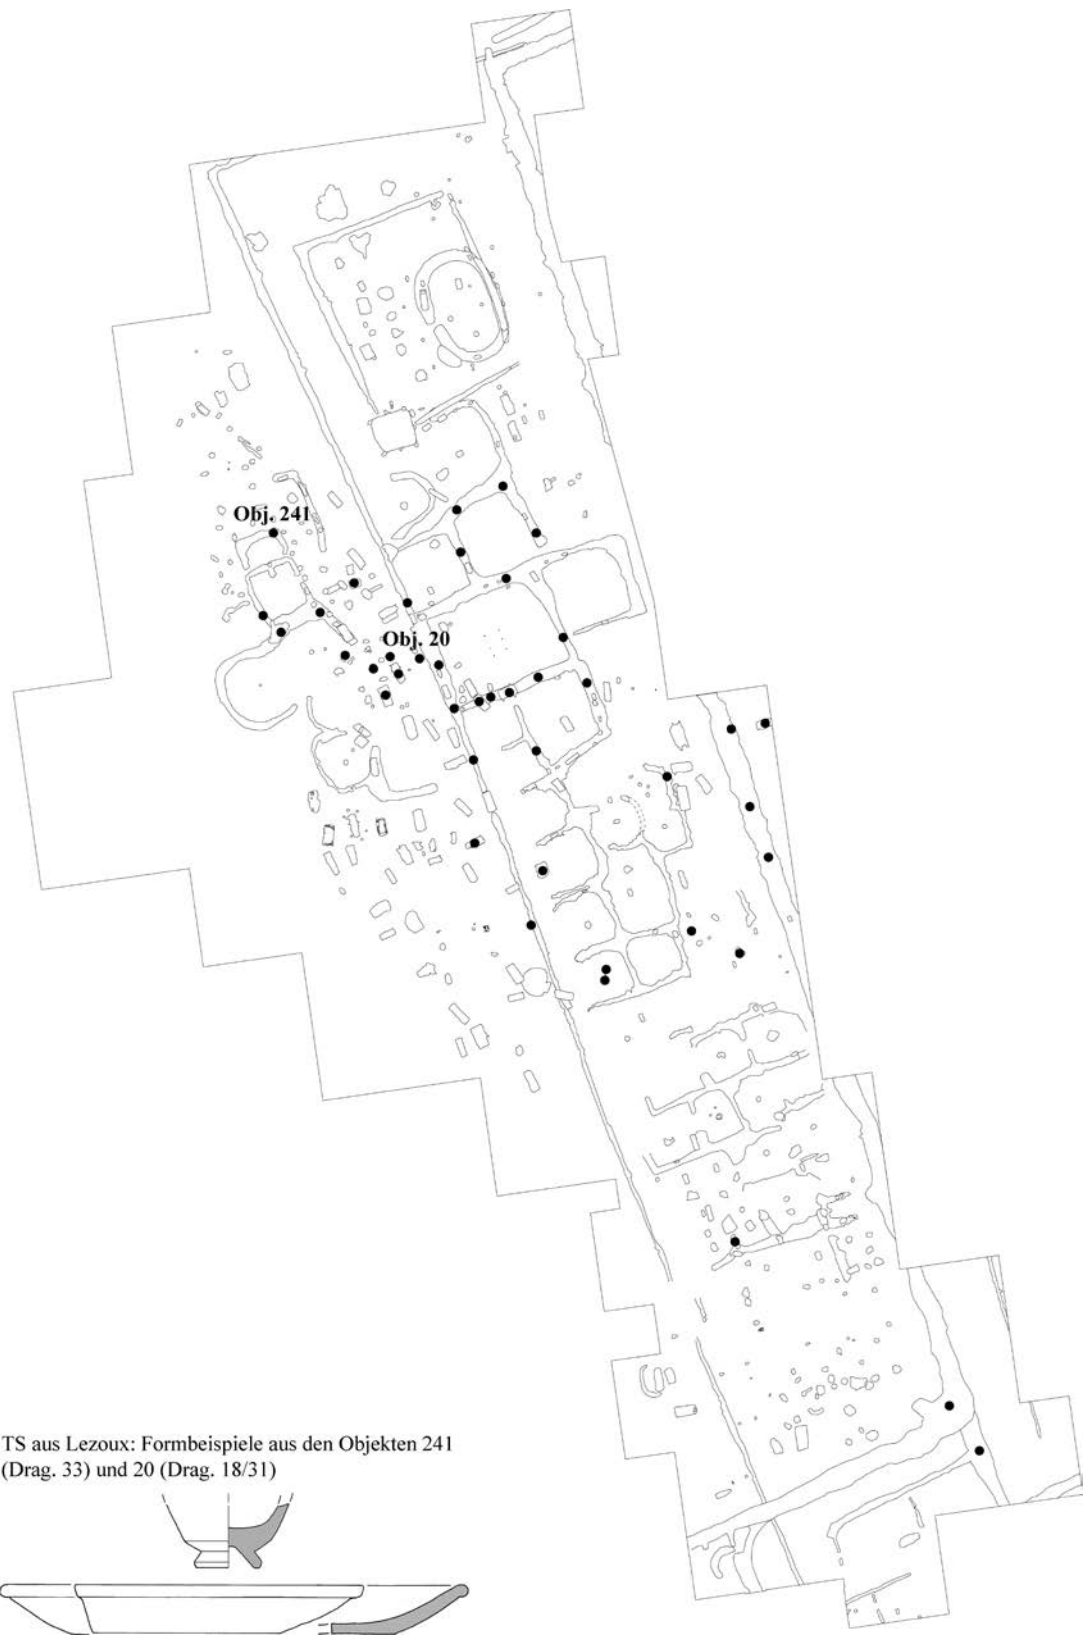 Obj. 241
Obj. 20
TS aus Lezoux: Formbeispiele aus den Objekten 241
(Drag. 33) und 20 (Drag. 18/31)